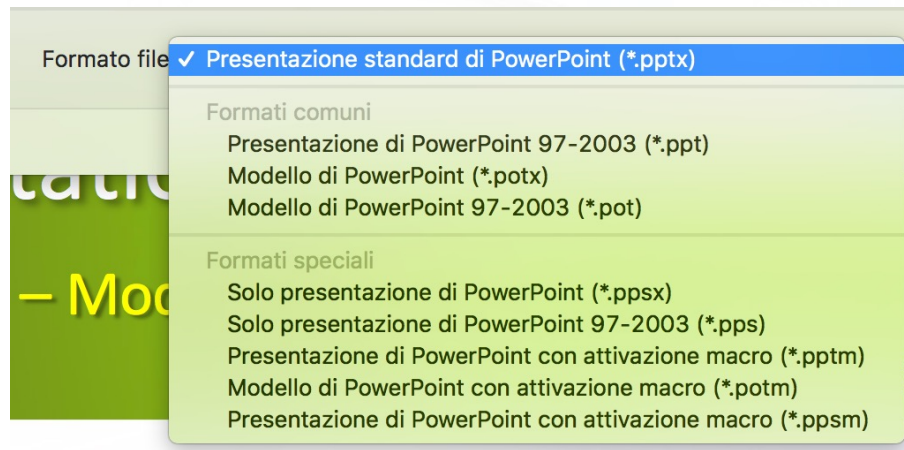 Formato file ✓ Presentazione standard di PowerPoint (*.pptx)
Formati comuni
Presentazione di PowerPoint 97-2003 (*.ppt)
Modello di PowerPoint (*.potx)
Modello di PowerPoint 97-2003 (*.pot)
Formati speciali
– Mod
Solo presentazione di PowerPoint (*.ppsx)
Solo presentazione di PowerPoint 97-2003 (*.pps)
Presentazione di PowerPoint con attivazione macro (*.pptm)
Modello di PowerPoint con attivazione macro (*.potm)
Presentazione di PowerPoint con attivazione macro (*.ppsm)